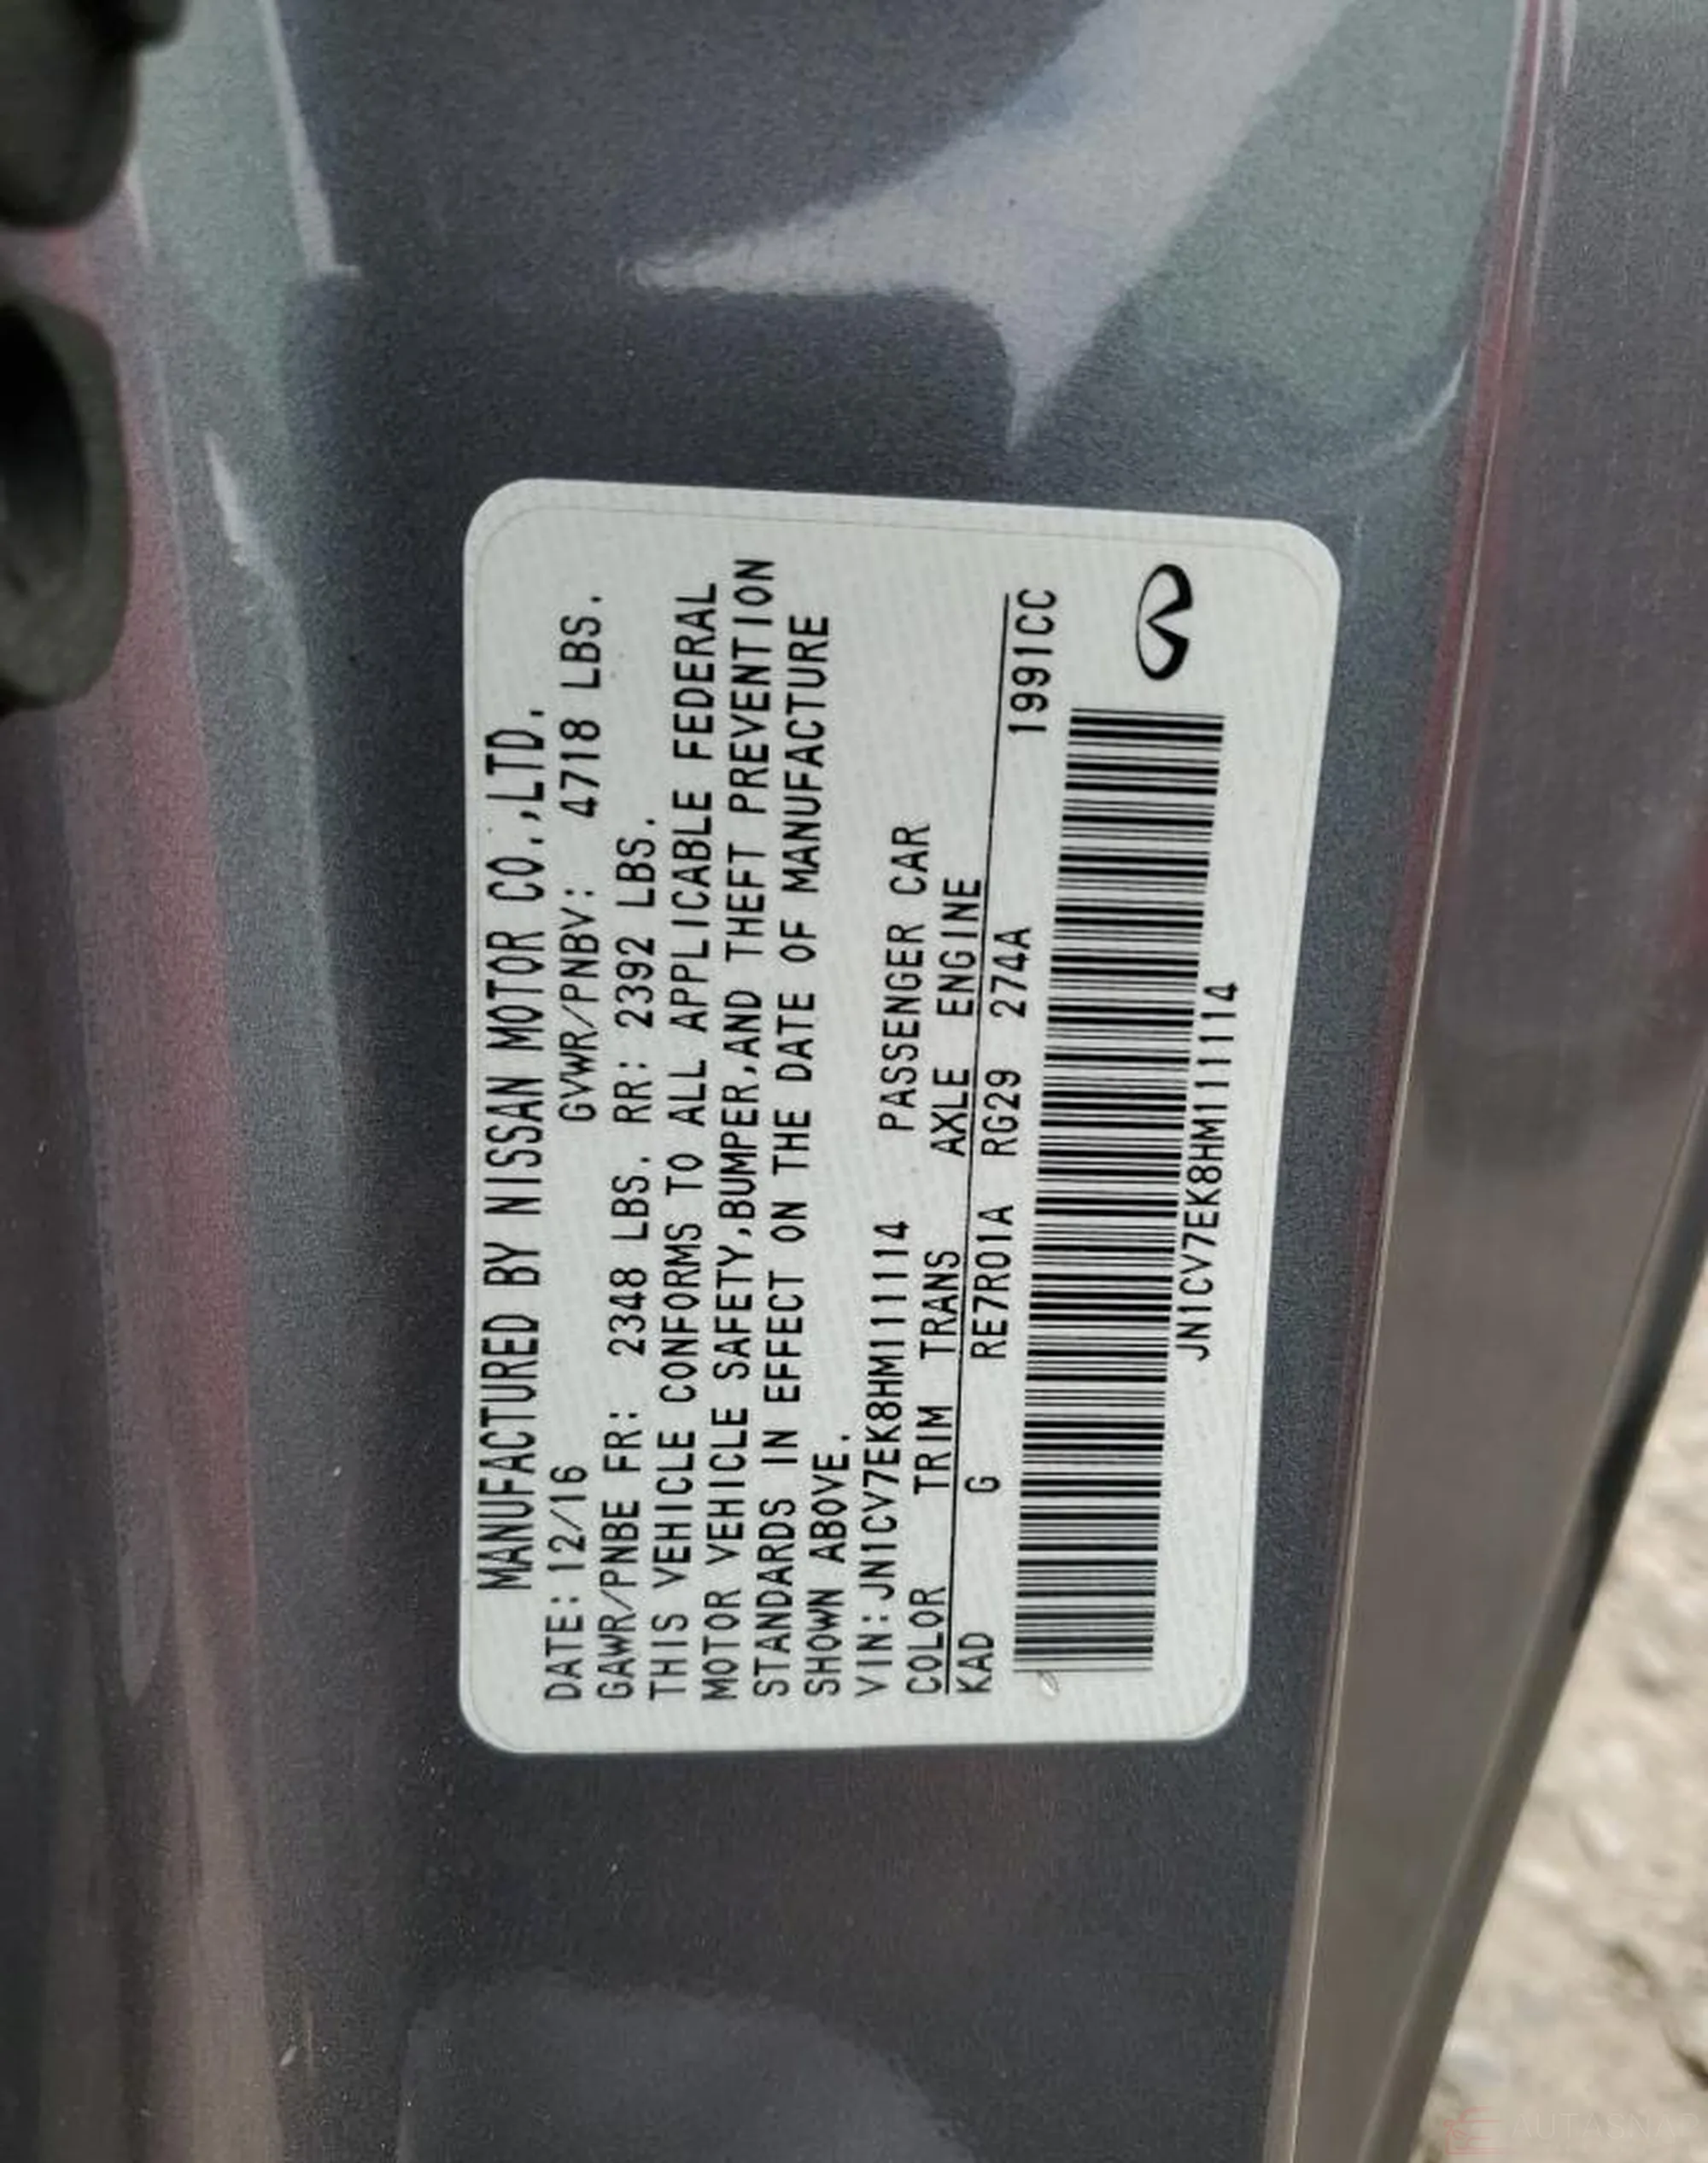 MANUFACTURED BY NISSAN MOTOR CO.,LTD.
DATE:12/16 GVWR/PNBV: 4718 LBS.
GAWR/PNBE FR: 2348 LBS. RR: 2392 LBS.
THIS VEHICLE CONFORMS TO ALL APPLICABLE FEDERAL
MOTOR VEHICLE SAFETY,BUMPER,AND THEFT PREVENTION
STANDARDS IN EFFECT ON THE DATE OF MANUFACTURE
SHOWN ABOVE.
VIN:JN1CV7EK8HM111114 PASSENGER CAR
COLOR TRIM TRANS AXLE ENGINE
KAD G RE7R01A RG29 274A 1991CC
JN1CV7EK8HM111114